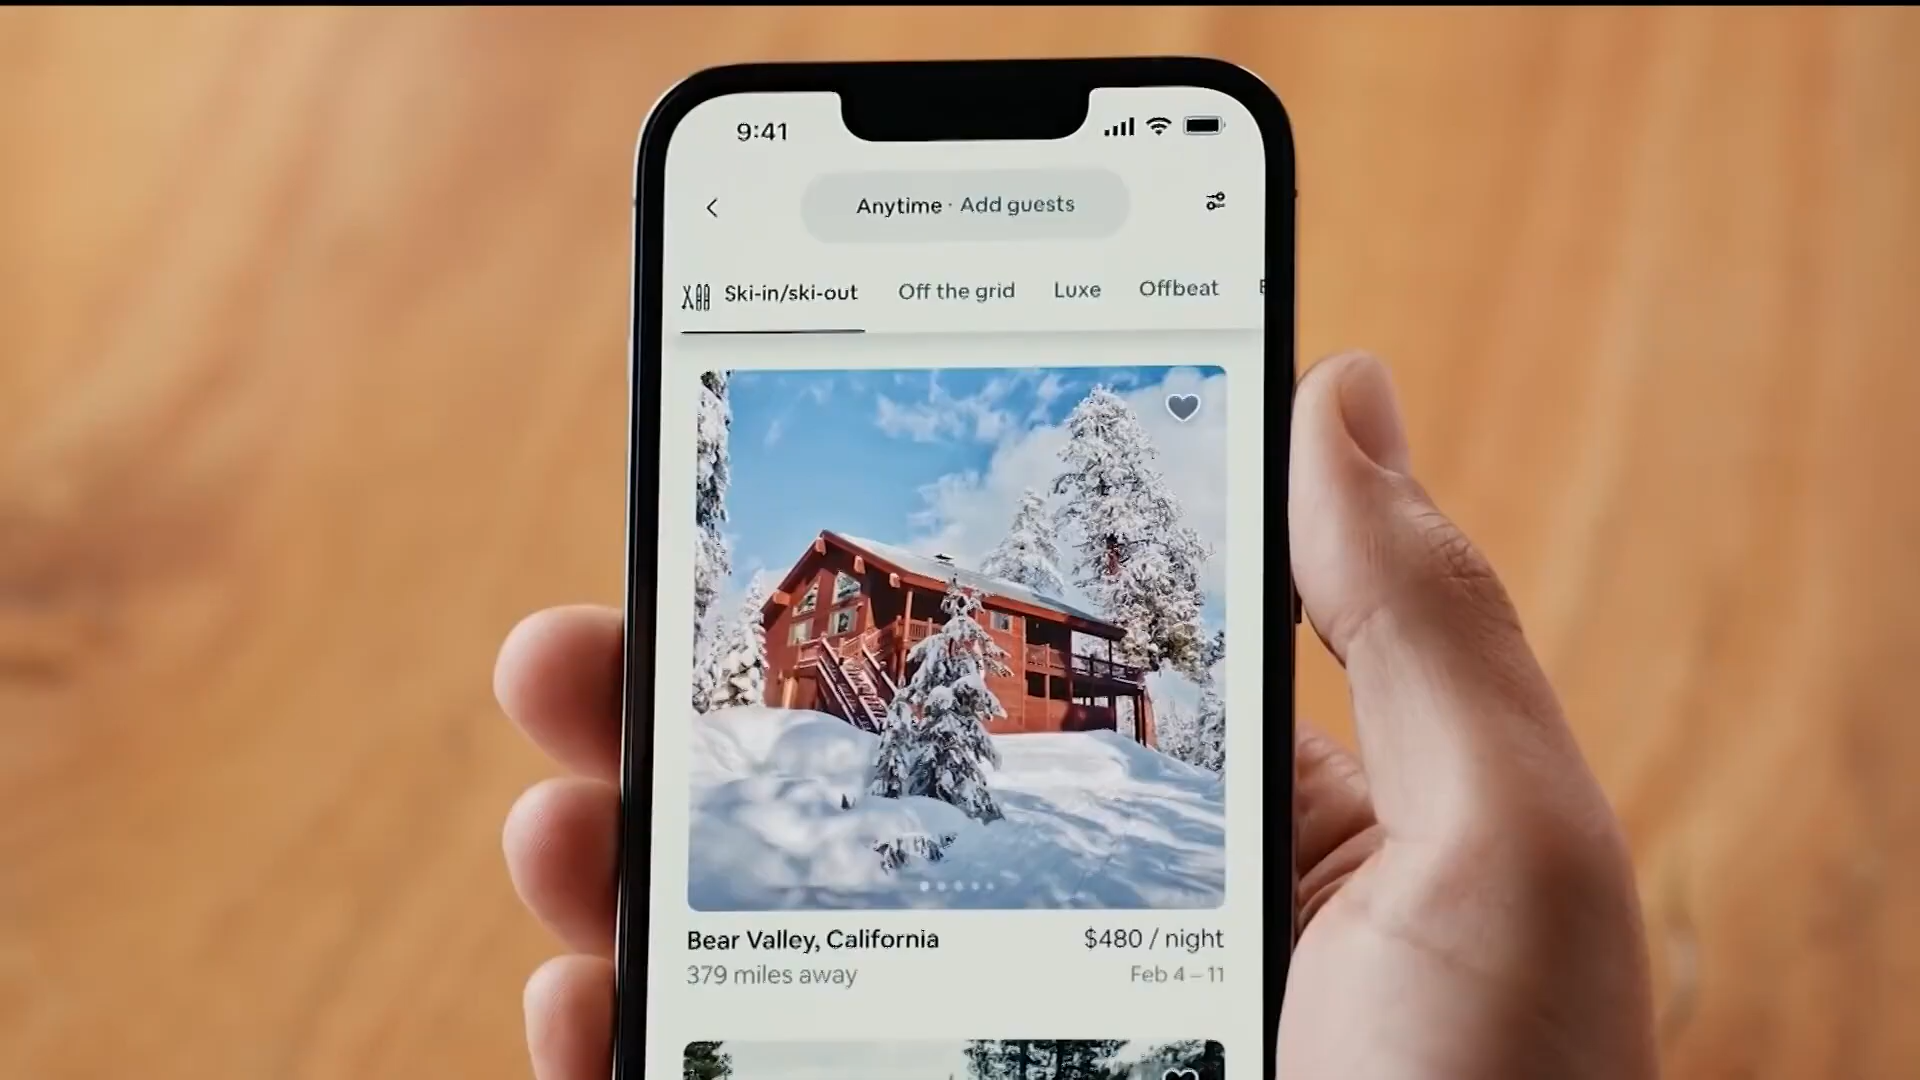 9:41
Anytime · Add guests
Ski-in/ski-out Off the grid Luxe Offbeat
Bear Valley, California $480 / night
379 miles away Feb 4 – 11